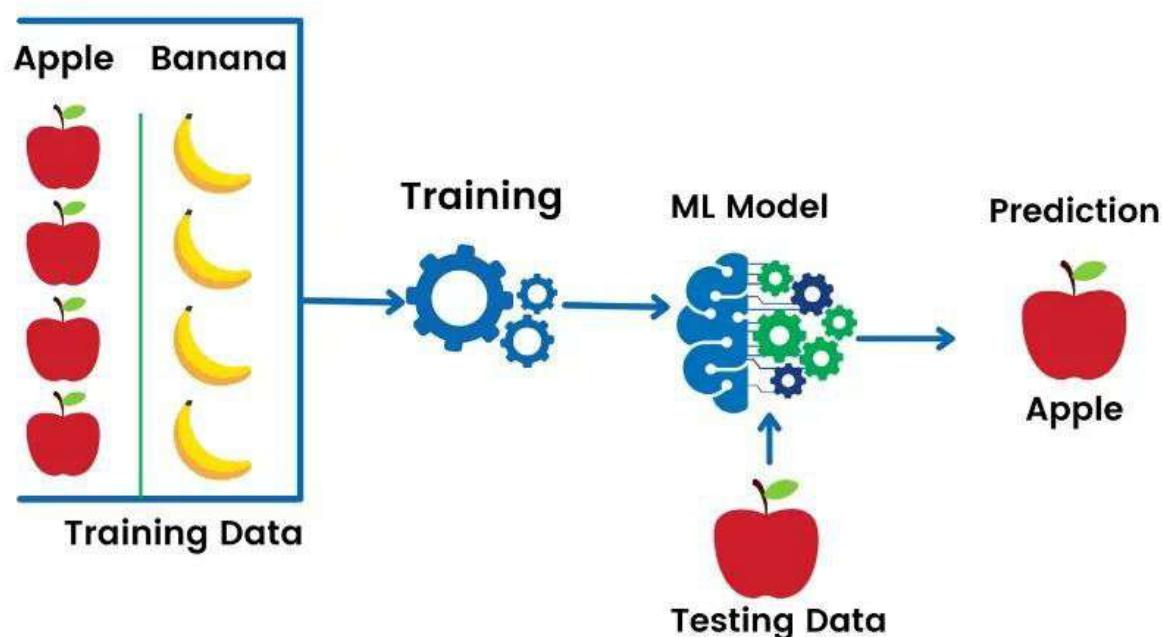 Apple
Banana
Training Data
Training
ML Model
Testing Data
Prediction
Apple